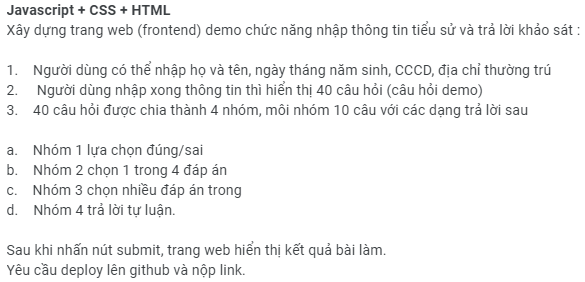 Javascript + CSS + HTML
Xây dựng trang web (frontend) demo chức năng nhập thông tin tiểu sử và trả lời khảo sát :
1. Người dùng có thể nhập họ và tên, ngày tháng năm sinh, CCCD, địa chỉ thường trú
2. Người dùng nhập xong thông tin thì hiển thị 40 câu hỏi (câu hỏi demo)
3. 40 câu hỏi được chia thành 4 nhóm, môi nhóm 10 câu với các dạng trả lời sau
a. Nhóm 1 lựa chọn đúng/sai
b. Nhóm 2 chọn 1 trong 4 đáp án
c. Nhóm 3 chọn nhiều đáp án trong
d. Nhóm 4 trả lời tự luận.
Sau khi nhấn nút submit, trang web hiển thị kết quả bài làm.
Yêu cầu deploy lên github và nộp link.